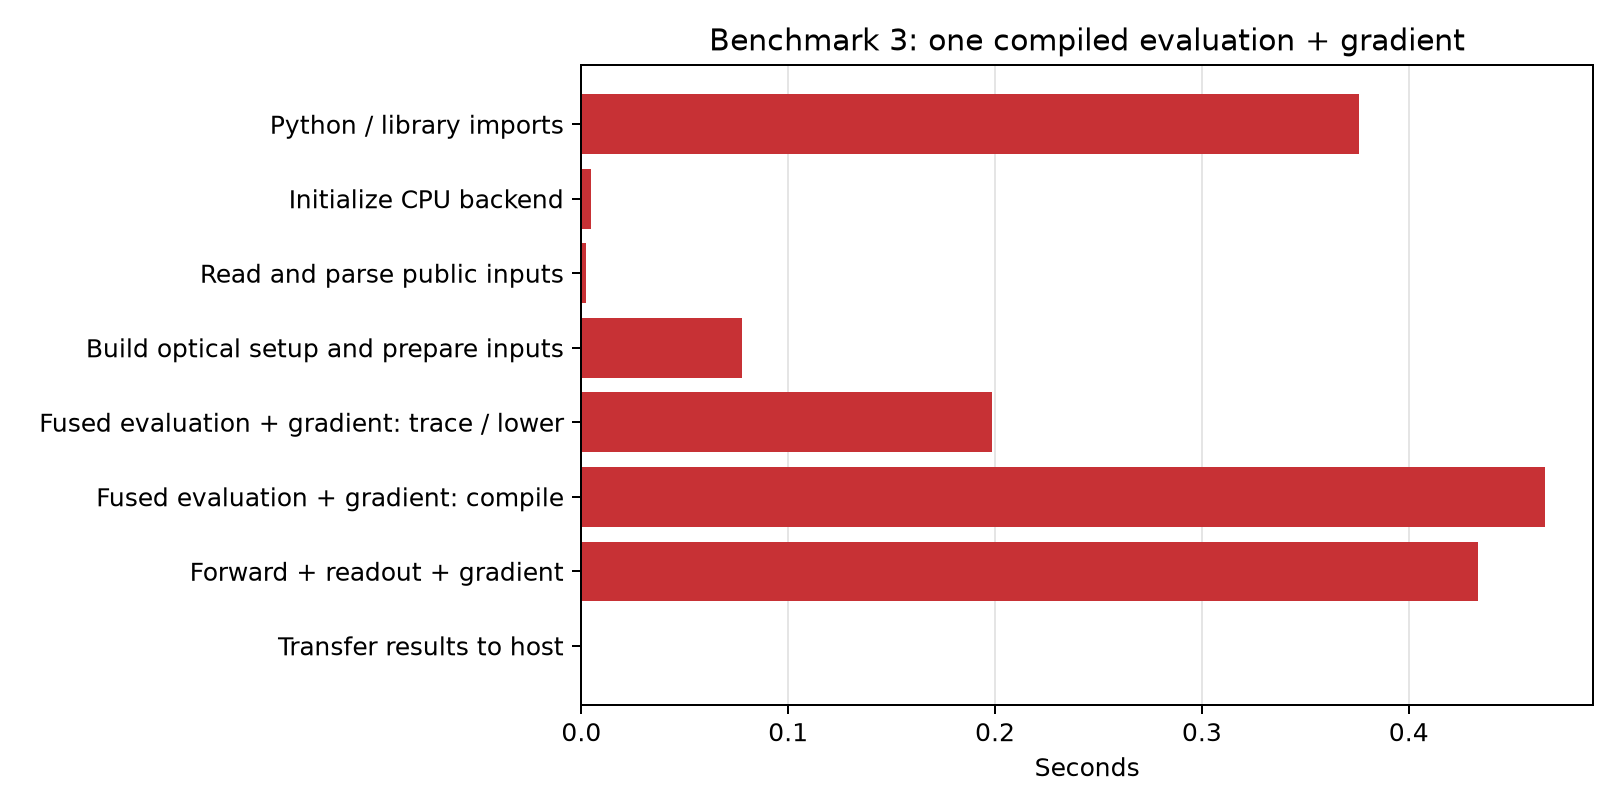 Benchmark 3: one compiled evaluation + gradient
Python / library imports
Initialize CPU backend
Read and parse public inputs
Build optical setup and prepare inputs
Fused evaluation + gradient: trace / lower
Fused evaluation + gradient: compile
Forward + readout + gradient
Transfer results to host
0.0 0.1 0.2 0.3 0.4
Seconds